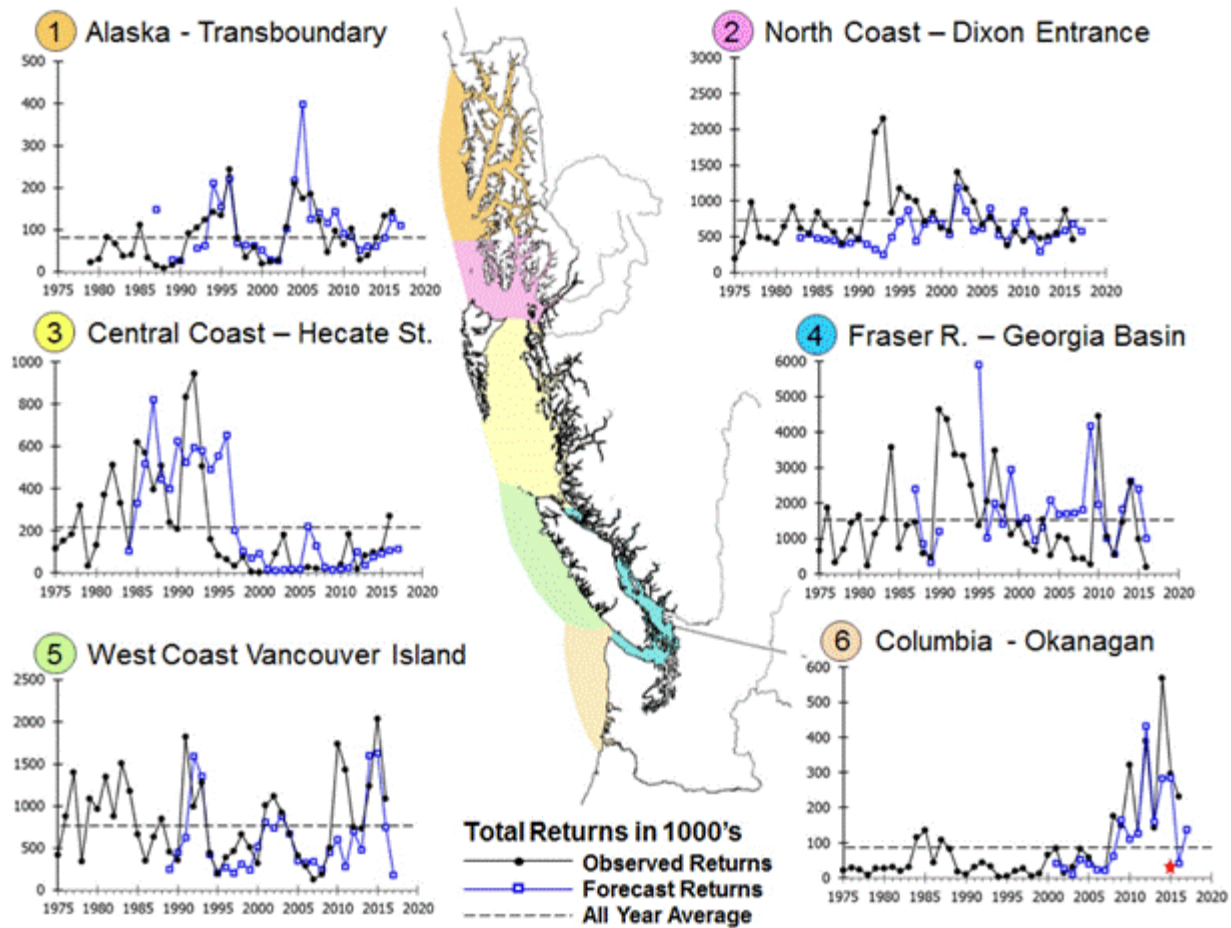 1 Alaska - Transboundary
500
400
300
200
100
0
1975 1980 1985 1990 1995 2000 2005 2010 2015 2020
2 North Coast – Dixon Entrance
3000
2500
2000
1500
1000
500
0
1975 1980 1985 1990 1995 2000 2005 2010 2015 2020
3 Central Coast – Hecate St.
1000
800
600
400
200
0
1975 1980 1985 1990 1995 2000 2005 2010 2015 2020
4 Fraser R. – Georgia Basin
6000
5000
4000
3000
2000
1000
0
1975 1980 1985 1990 1995 2000 2005 2010 2015 2020
5 West Coast Vancouver Island
2500
2000
1500
1000
500
0
1975 1980 1985 1990 1995 2000 2005 2010 2015 2020
6 Columbia - Okanagan
600
500
400
300
200
100
0
1975 1980 1985 1990 1995 2000 2005 2010 2015 2020
Total Returns in 1000's
Observed Returns
Forecast Returns
All Year Average